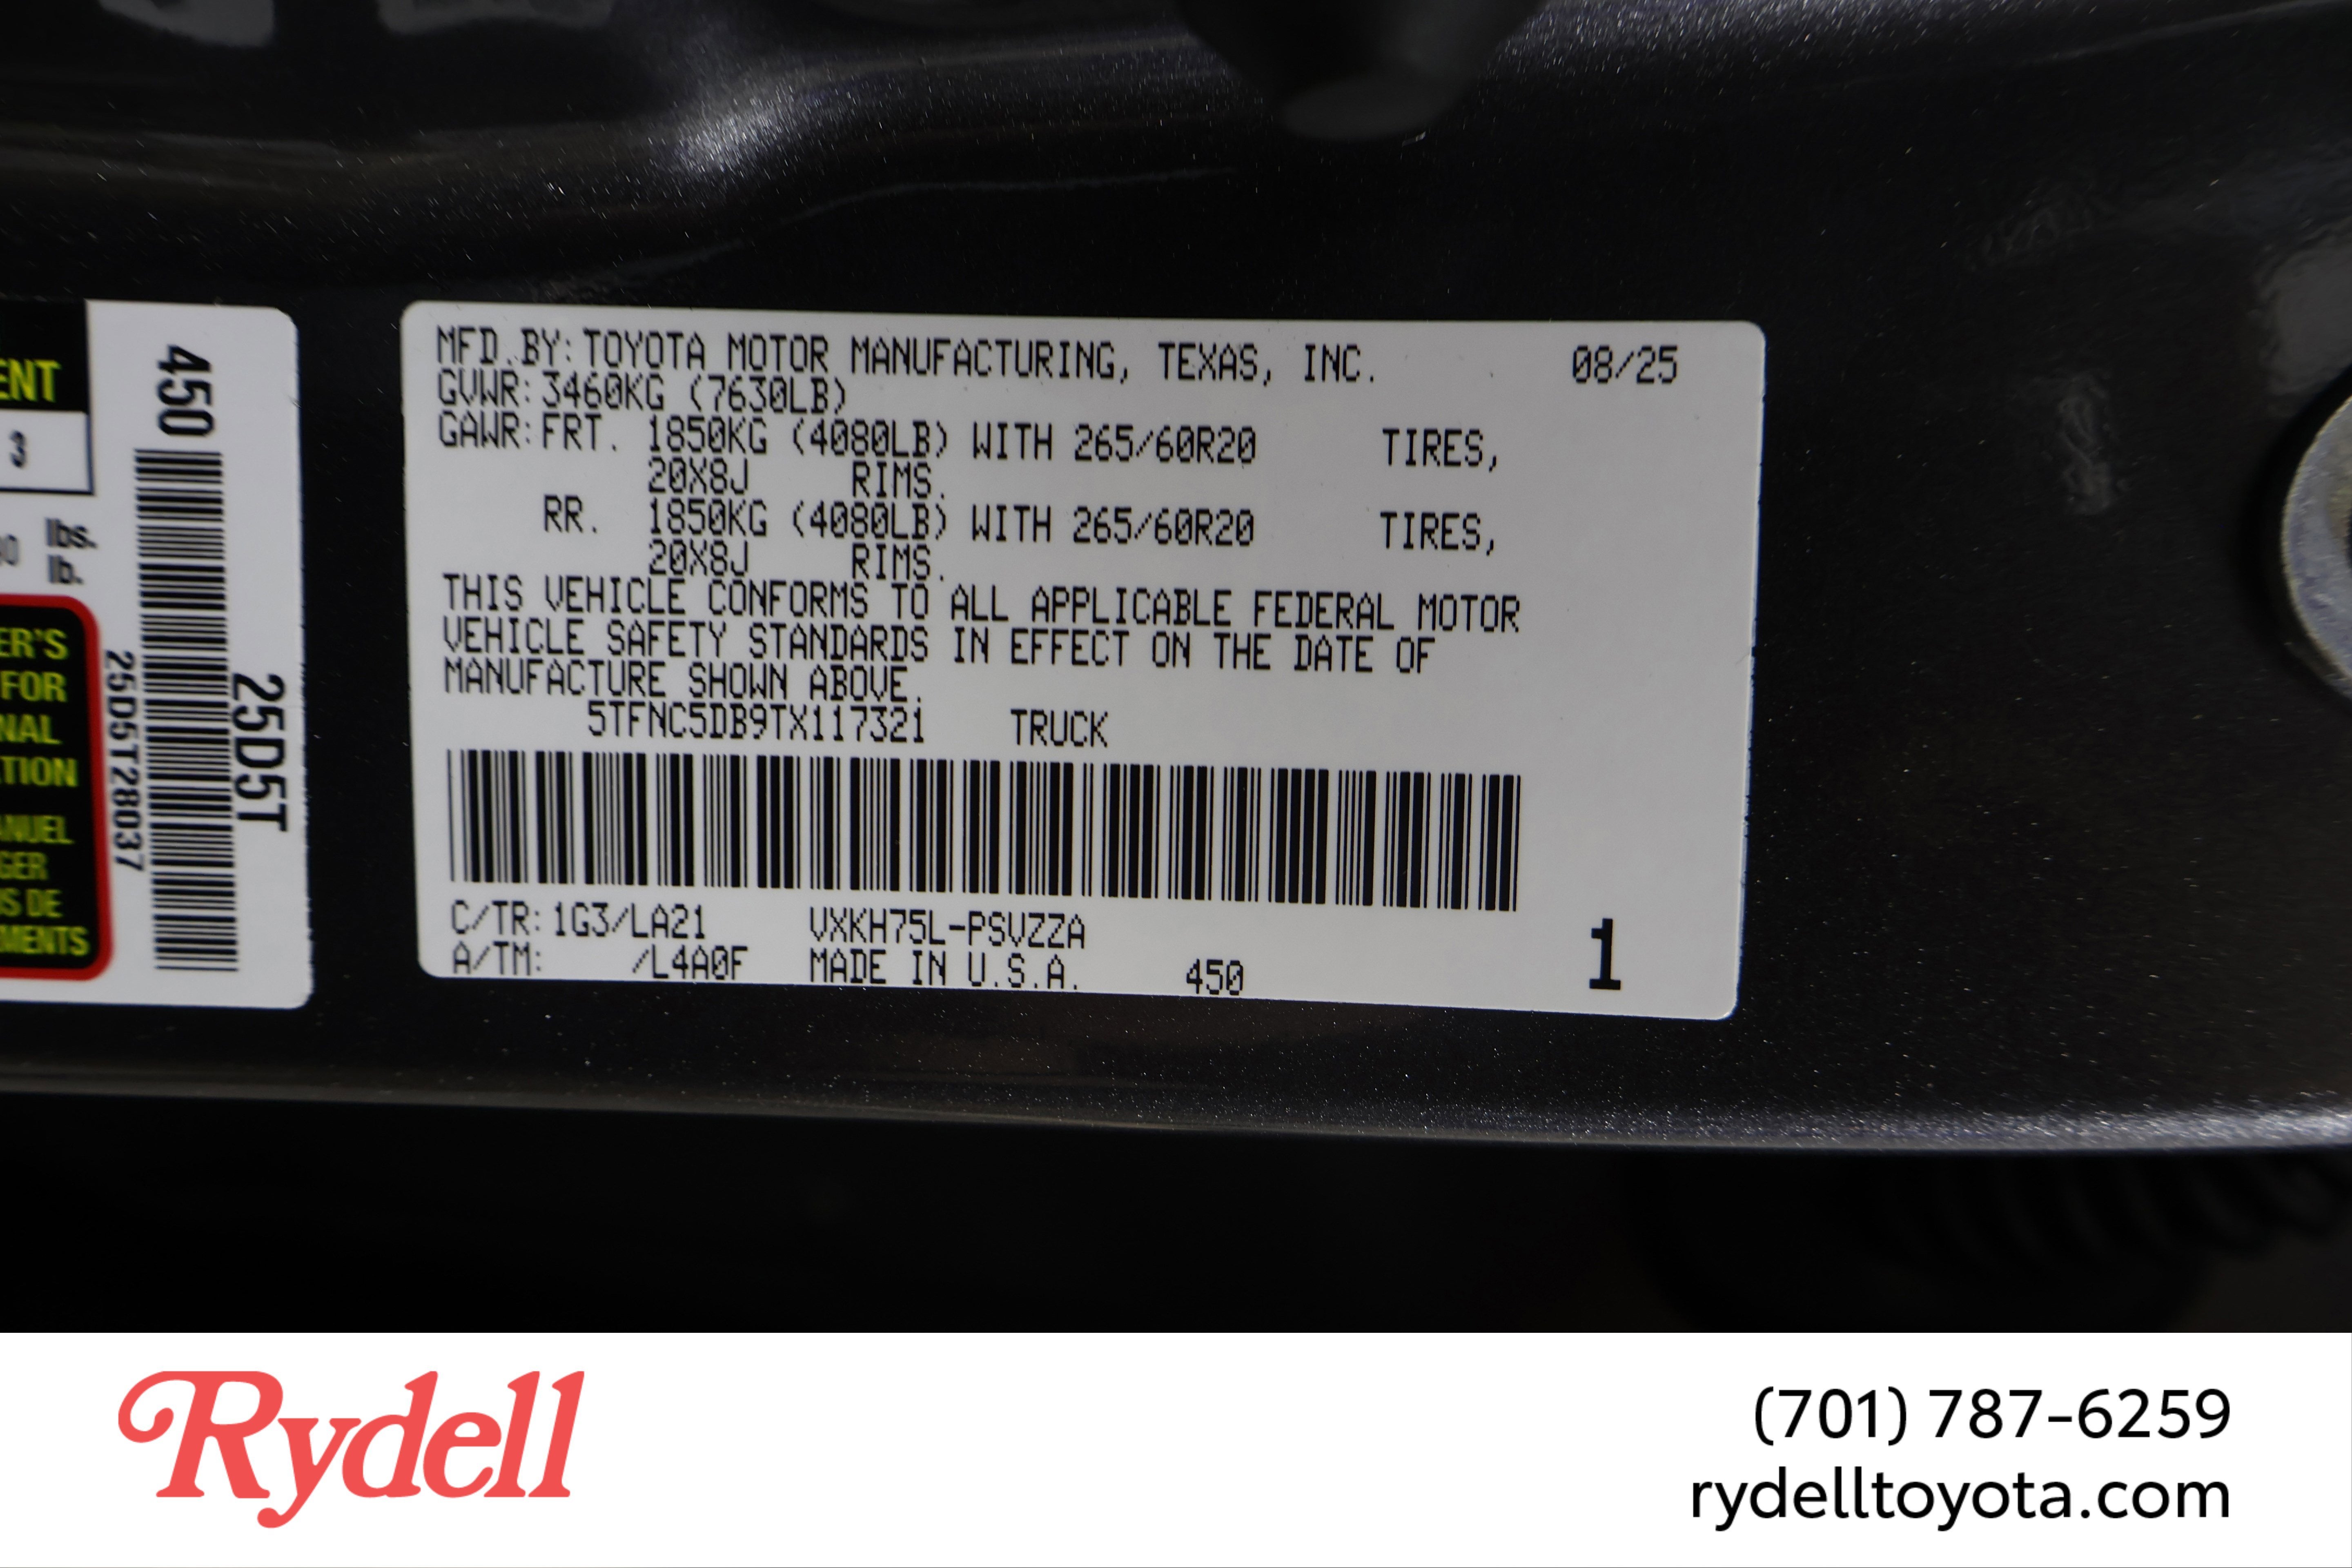 ENT
3
lbs.
lb.
ER'S
FOR
NAL
TION
ANUEL
GER
S DE
MENTS
450
25D5T28037
25D5T
MFD.BY: TOYOTA MOTOR MANUFACTURING, TEXAS, INC. 08/25
GVWR: 3460KG (7630LB)
GAWR: FRT. 1850KG (4080LB) WITH 265/60R20 TIRES,
20X8J RIMS.
RR. 1850KG (4080LB) WITH 265/60R20 TIRES,
20X8J RIMS.
THIS VEHICLE CONFORMS TO ALL APPLICABLE FEDERAL MOTOR
VEHICLE SAFETY STANDARDS IN EFFECT ON THE DATE OF
MANUFACTURE SHOWN ABOVE.
5TFNC5DB9TX117321 TRUCK
C/TR: 1G3/LA21 VXKH75L-PSVZZA
A/TM: /L4A0F MADE IN U.S.A. 450 1
Rydell
(701) 787-6259
rydelltoyota.com